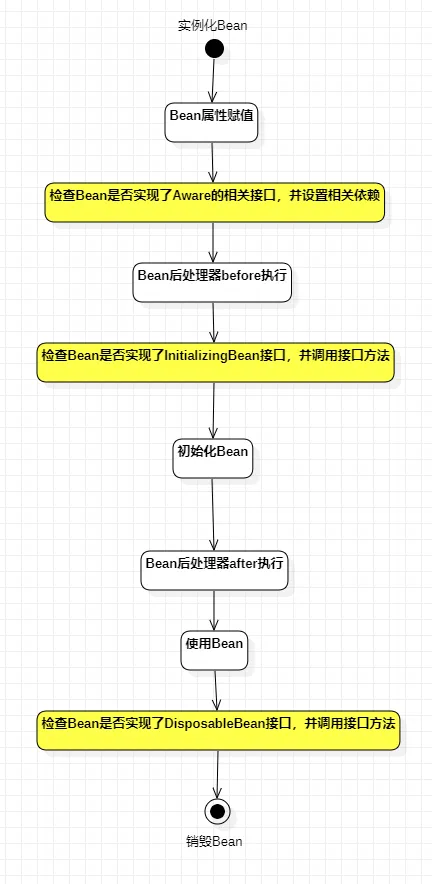 实例化Bean
Bean属性赋值
检查Bean是否实现了Aware的相关接口，并设置相关依赖
Bean后处理器before执行
检查Bean是否实现了InitializingBean接口，并调用接口方法
初始化Bean
Bean后处理器after执行
使用Bean
检查Bean是否实现了DisposableBean接口，并调用接口方法
销毁Bean